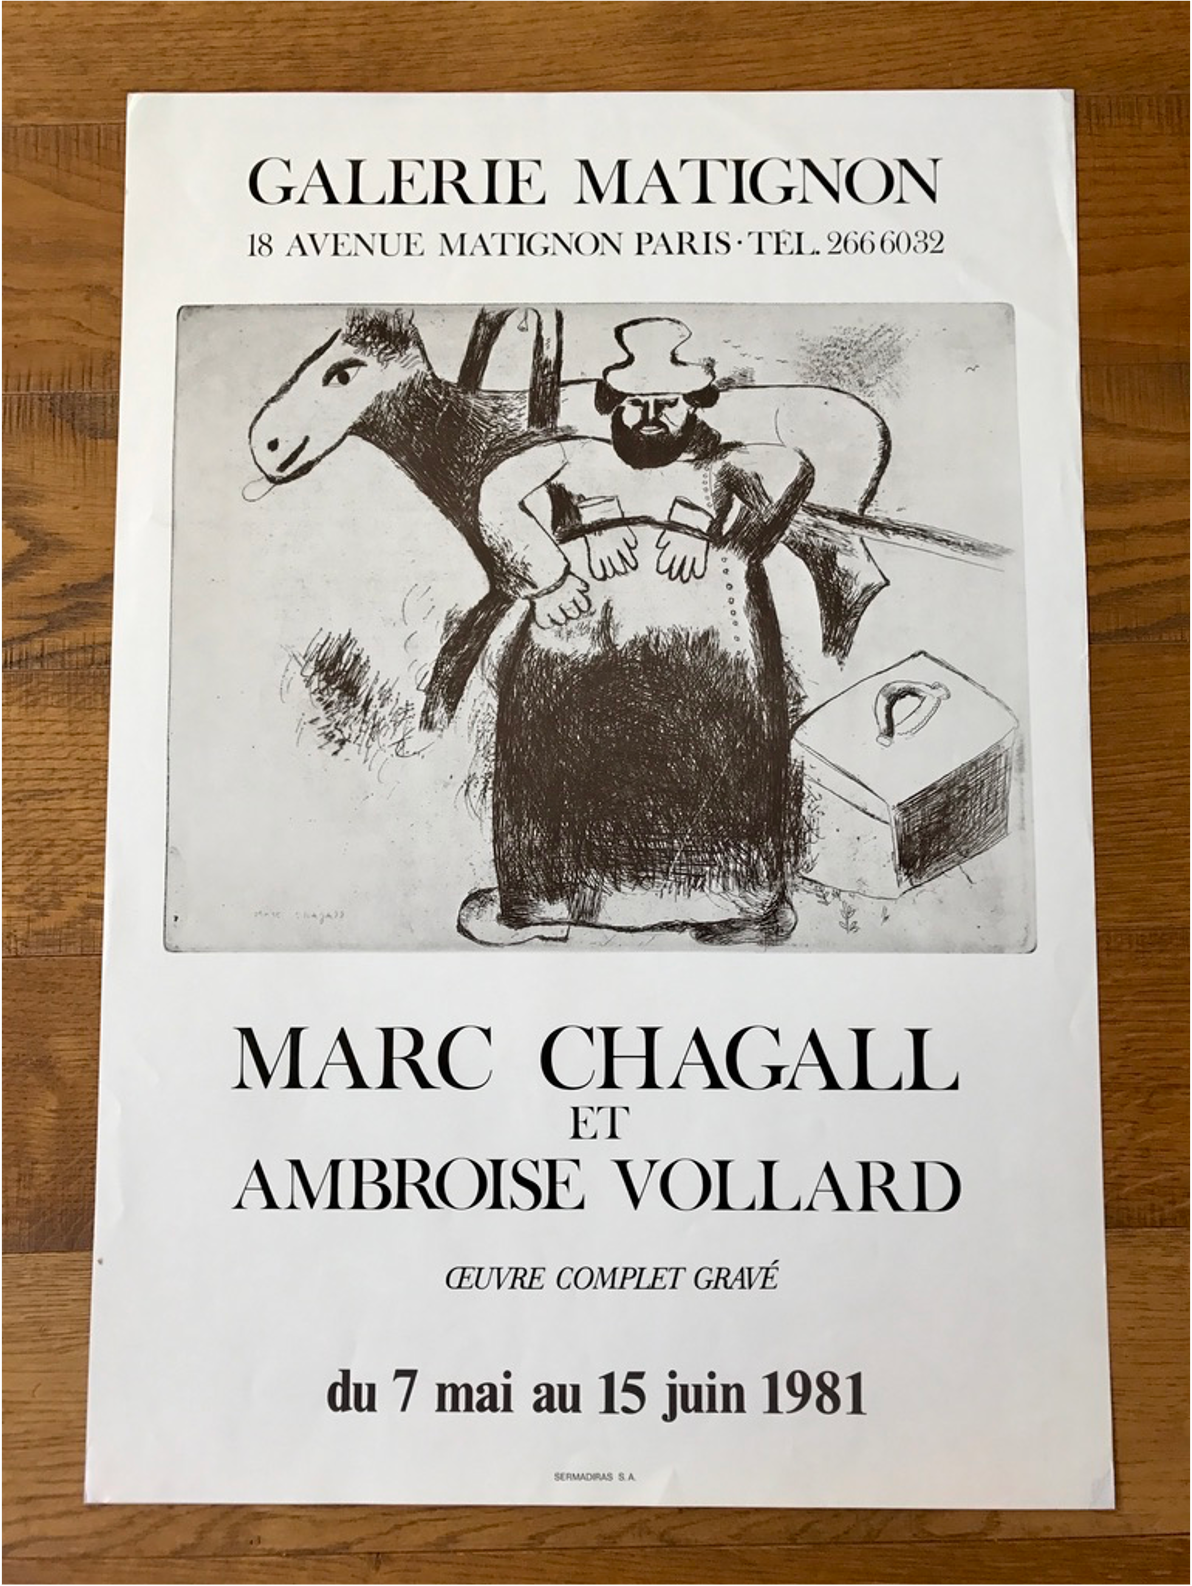 GALERIE MATIGNON
18 AVENUE MATIGNON PARIS · TÉL. 266 60 32
Marc Chagall
MARC CHAGALL
ET
AMBROISE VOLLARD
ŒUVRE COMPLET GRAVÉ
du 7 mai au 15 juin 1981
SERMADIRAS S.A.